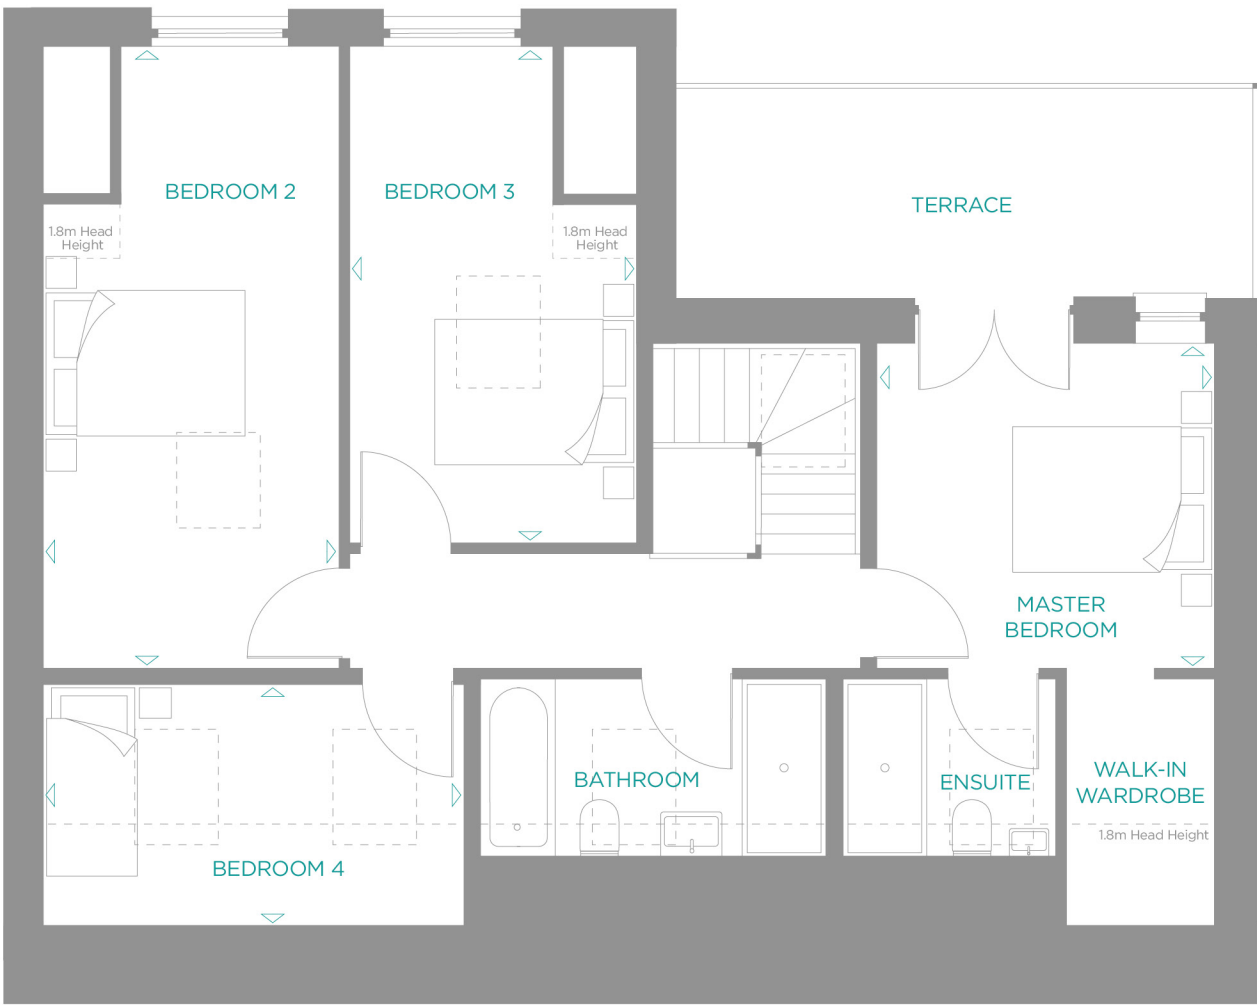 BEDROOM 2
BEDROOM 3
TERRACE
1.8m Head
Height
1.8m Head
Height
MASTER
BEDROOM
BATHROOM
ENSUITE
WALK-IN
WARDROBE
1.8m Head Height
BEDROOM 4